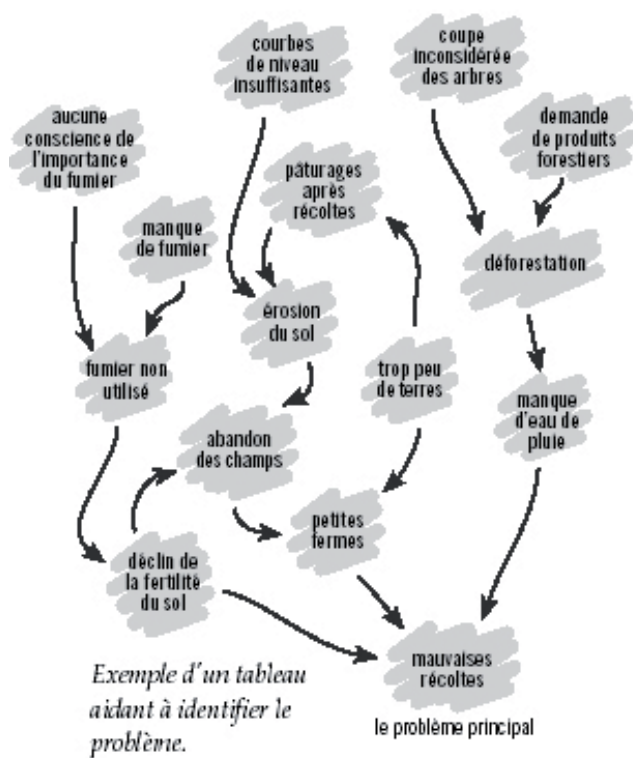 courbes
de niveau
insuffisantes
coupe
inconsidérée
des arbres
aucune
conscience de
l'importance
du fumier
demande
de produits
forestiers
pâturages
après
récoltes
manque
de fumier
déforestation
érosion
du sol
fumier non
utilisé
trop peu
de terres
manque
d'eau de
pluie
abandon
des champs
petites
fermes
déclin de
la fertilité
du sol
mauvaises
récoltes
Exemple d'un tableau
aidant à identifier le
problème.
le problème principal